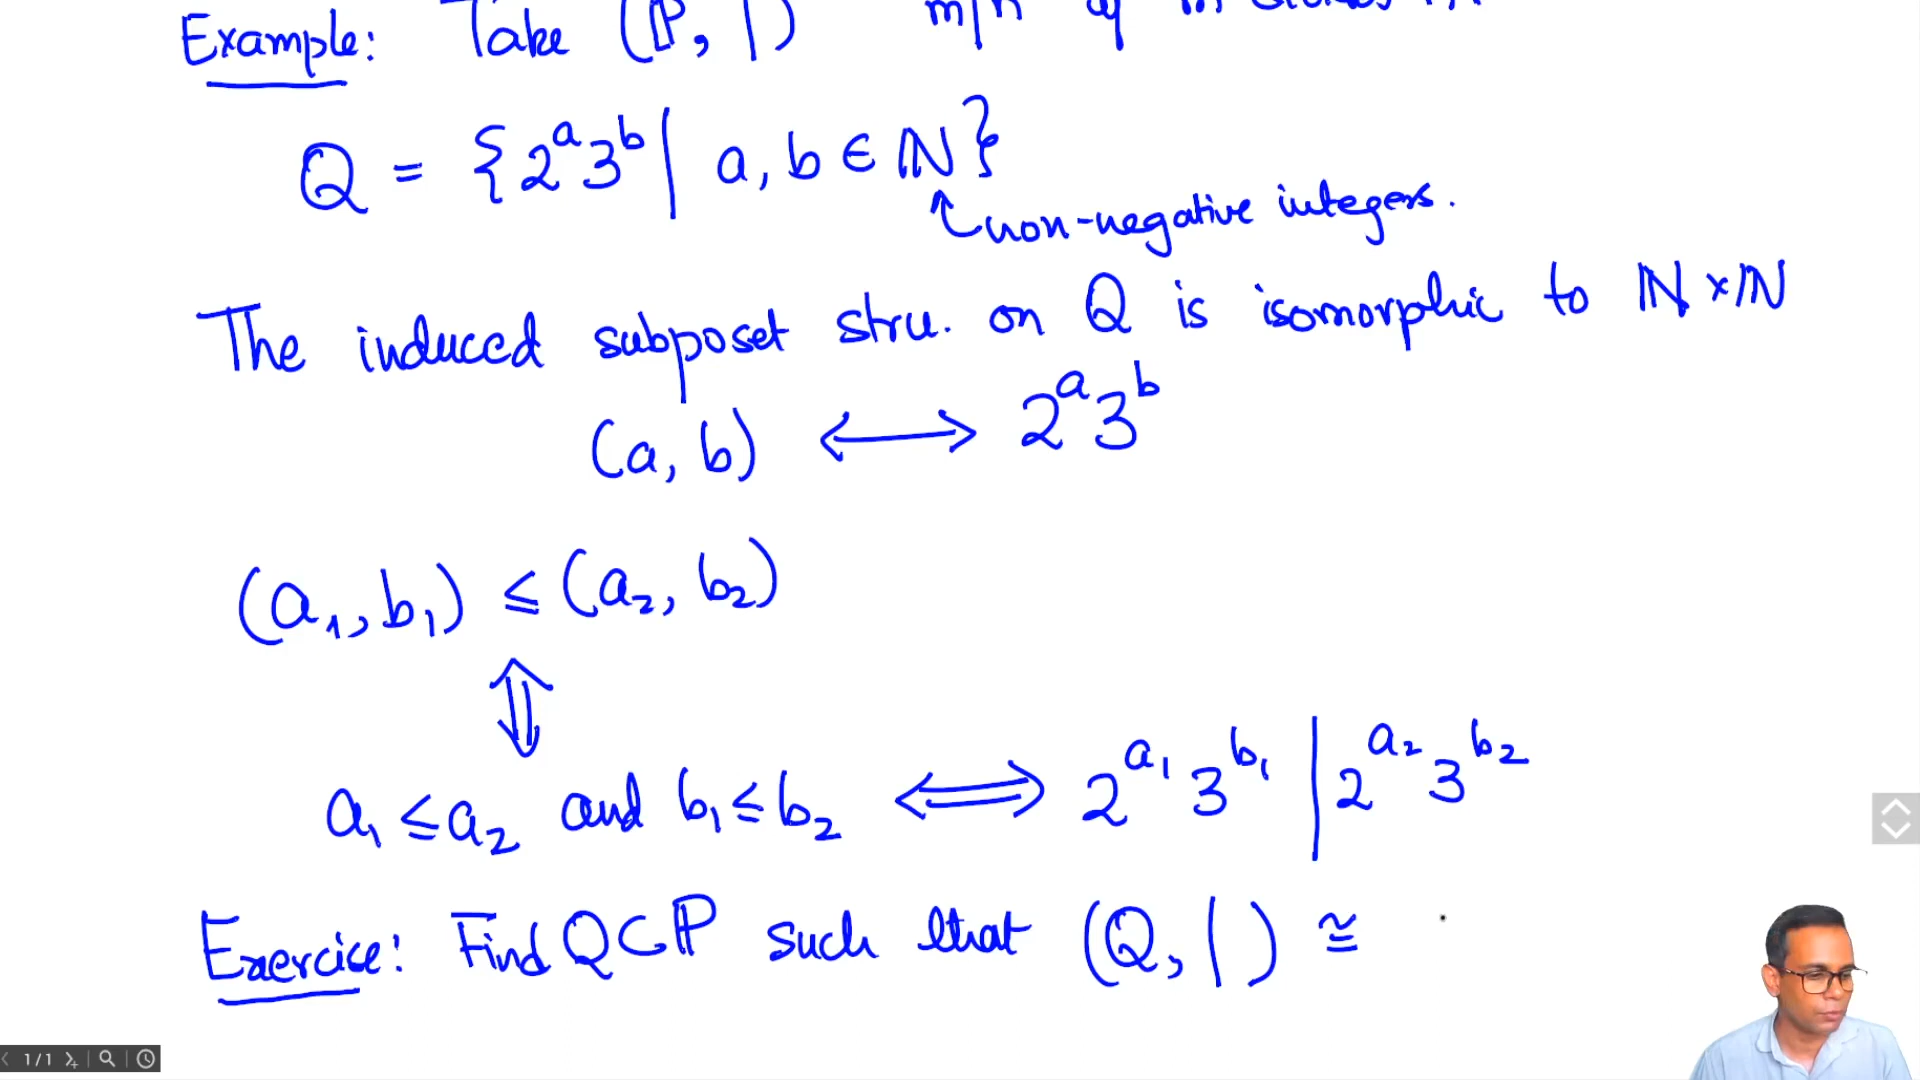 Example: Take (ℙ, |) m/n if m divides n.
Q = {2^a 3^b | a, b ∈ ℕ}
↑ non-negative integers.
The induced subposet stru. on Q is isomorphic to ℕ × ℕ
(a, b) ⟷ 2^a 3^b
(a₁, b₁) ≤ (a₂, b₂)
⇕
a₁ ≤ a₂ and b₁ ≤ b₂ ⟺ 2^{a₁} 3^{b₁} | 2^{a₂} 3^{b₂}
Exercise: Find Q ⊂ ℙ such that (Q, |) ≅
1/1